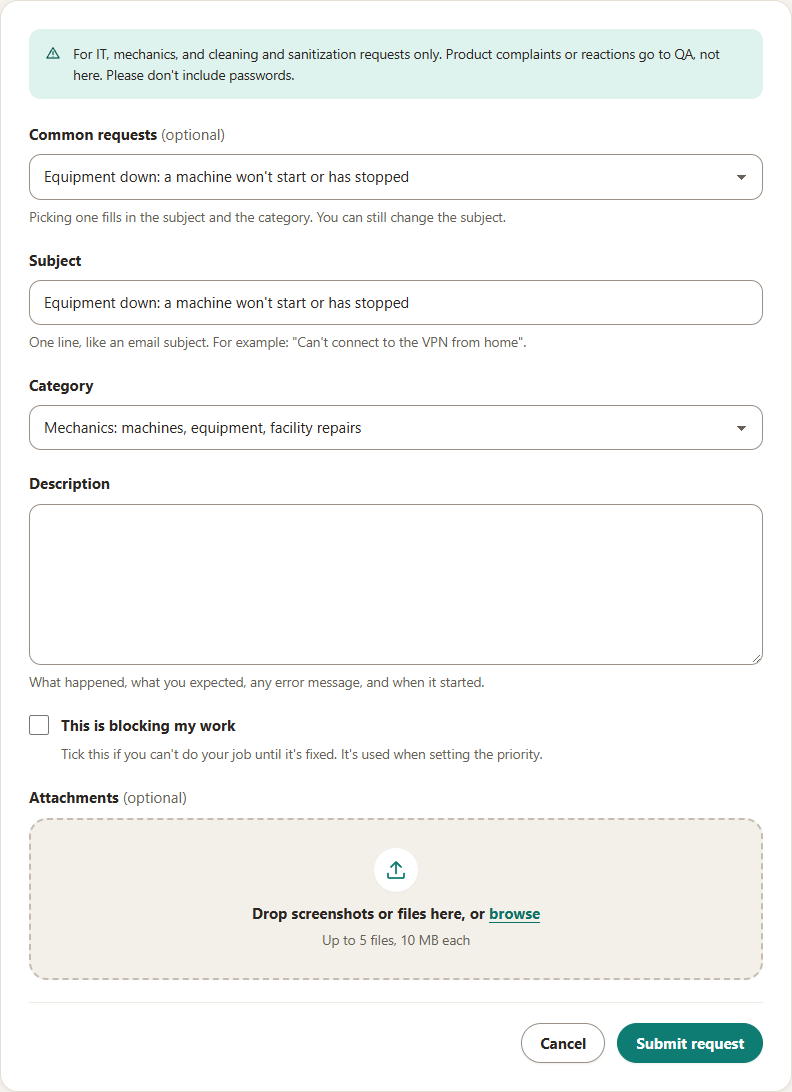 For IT, mechanics, and cleaning and sanitization requests only. Product complaints or reactions go to QA, not
here. Please don't include passwords.
Common requests (optional)
Equipment down: a machine won't start or has stopped
Picking one fills in the subject and the category. You can still change the subject.
Subject
Equipment down: a machine won't start or has stopped
One line, like an email subject. For example: "Can't connect to the VPN from home".
Category
Mechanics: machines, equipment, facility repairs
Description
What happened, what you expected, any error message, and when it started.
This is blocking my work
Tick this if you can't do your job until it's fixed. It's used when setting the priority.
Attachments (optional)
Drop screenshots or files here, or browse
Up to 5 files, 10 MB each
Cancel
Submit request